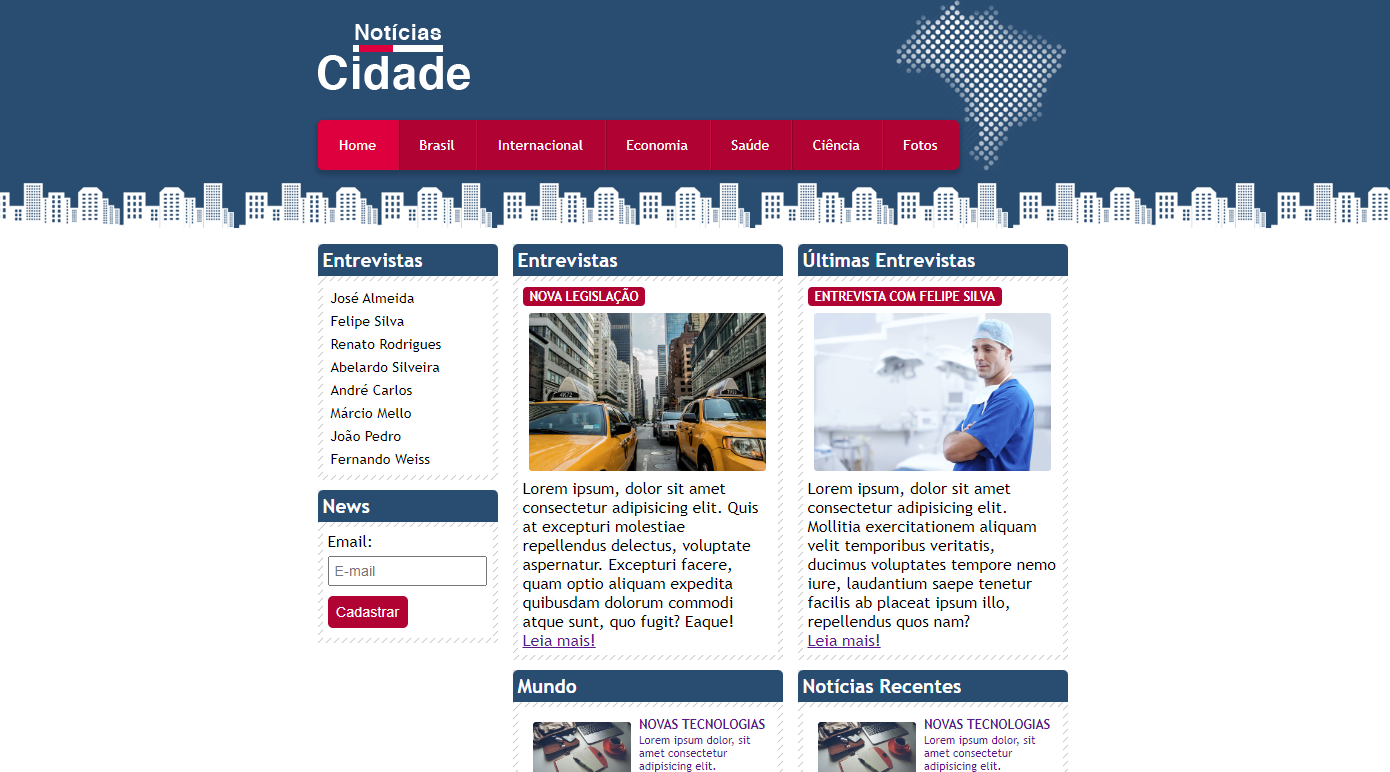 Notícias
Cidade
Home Brasil Internacional Economia Saúde Ciência Fotos
Entrevistas
José Almeida
Felipe Silva
Renato Rodrigues
Abelardo Silveira
André Carlos
Márcio Mello
João Pedro
Fernando Weiss
News
Email:
E-mail
Cadastrar
Entrevistas
NOVA LEGISLAÇÃO
Lorem ipsum, dolor sit amet
consectetur adipisicing elit. Quis
at excepturi molestiae
repellendus delectus, voluptate
aspernatur. Excepturi facere,
quam optio aliquam expedita
quibusdam dolorum commodi
atque sunt, quo fugit? Eaque!
Leia mais!
Mundo
NOVAS TECNOLOGIAS
Lorem ipsum dolor, sit
amet consectetur
adipisicing elit.
Últimas Entrevistas
ENTREVISTA COM FELIPE SILVA
Lorem ipsum, dolor sit amet
consectetur adipisicing elit.
Mollitia exercitationem aliquam
velit temporibus veritatis,
ducimus voluptates tempore nemo
iure, laudantium saepe tenetur
facilis ab placeat ipsum illo,
repellendus quos nam?
Leia mais!
Notícias Recentes
NOVAS TECNOLOGIAS
Lorem ipsum dolor, sit
amet consectetur
adipisicing elit.